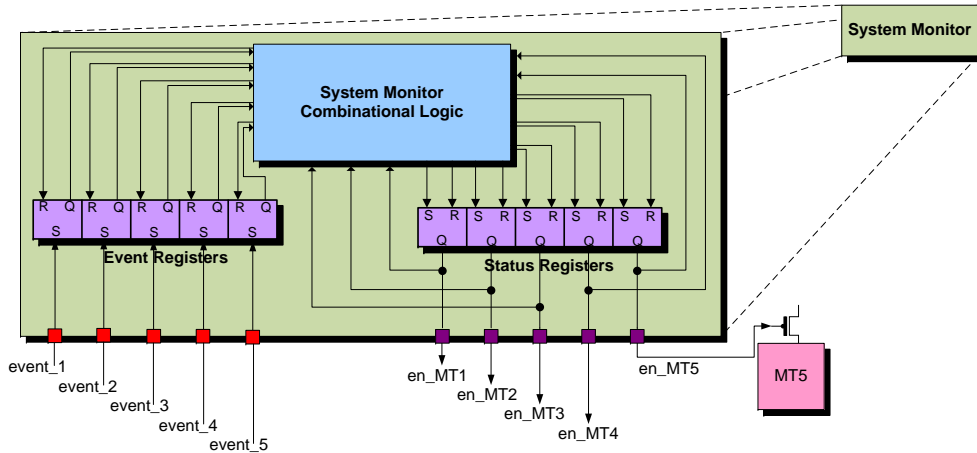 System Monitor
System Monitor
Combinational Logic
R Q R Q R Q R Q R Q
S S S S S
Event Registers
S R S R S R S R S R
Q Q Q Q Q
Status Registers
event_1
event_2
event_3
event_4
event_5
en_MT1
en_MT2
en_MT3
en_MT4
en_MT5
MT5